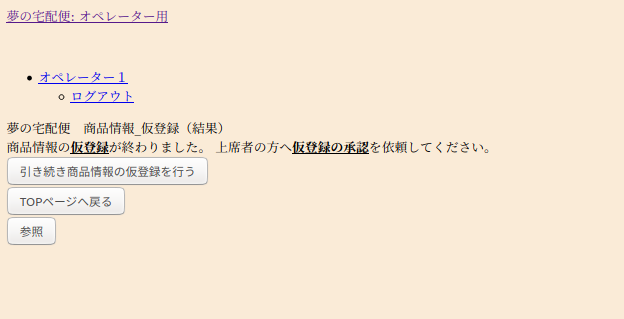 夢の宅配便: オペレーター用
オペレーター１
ログアウト
夢の宅配便　商品情報_仮登録（結果）
商品情報の仮登録が終わりました。 上席者の方へ仮登録の承認を依頼してください。
引き続き商品情報の仮登録を行う
TOPページへ戻る
参照